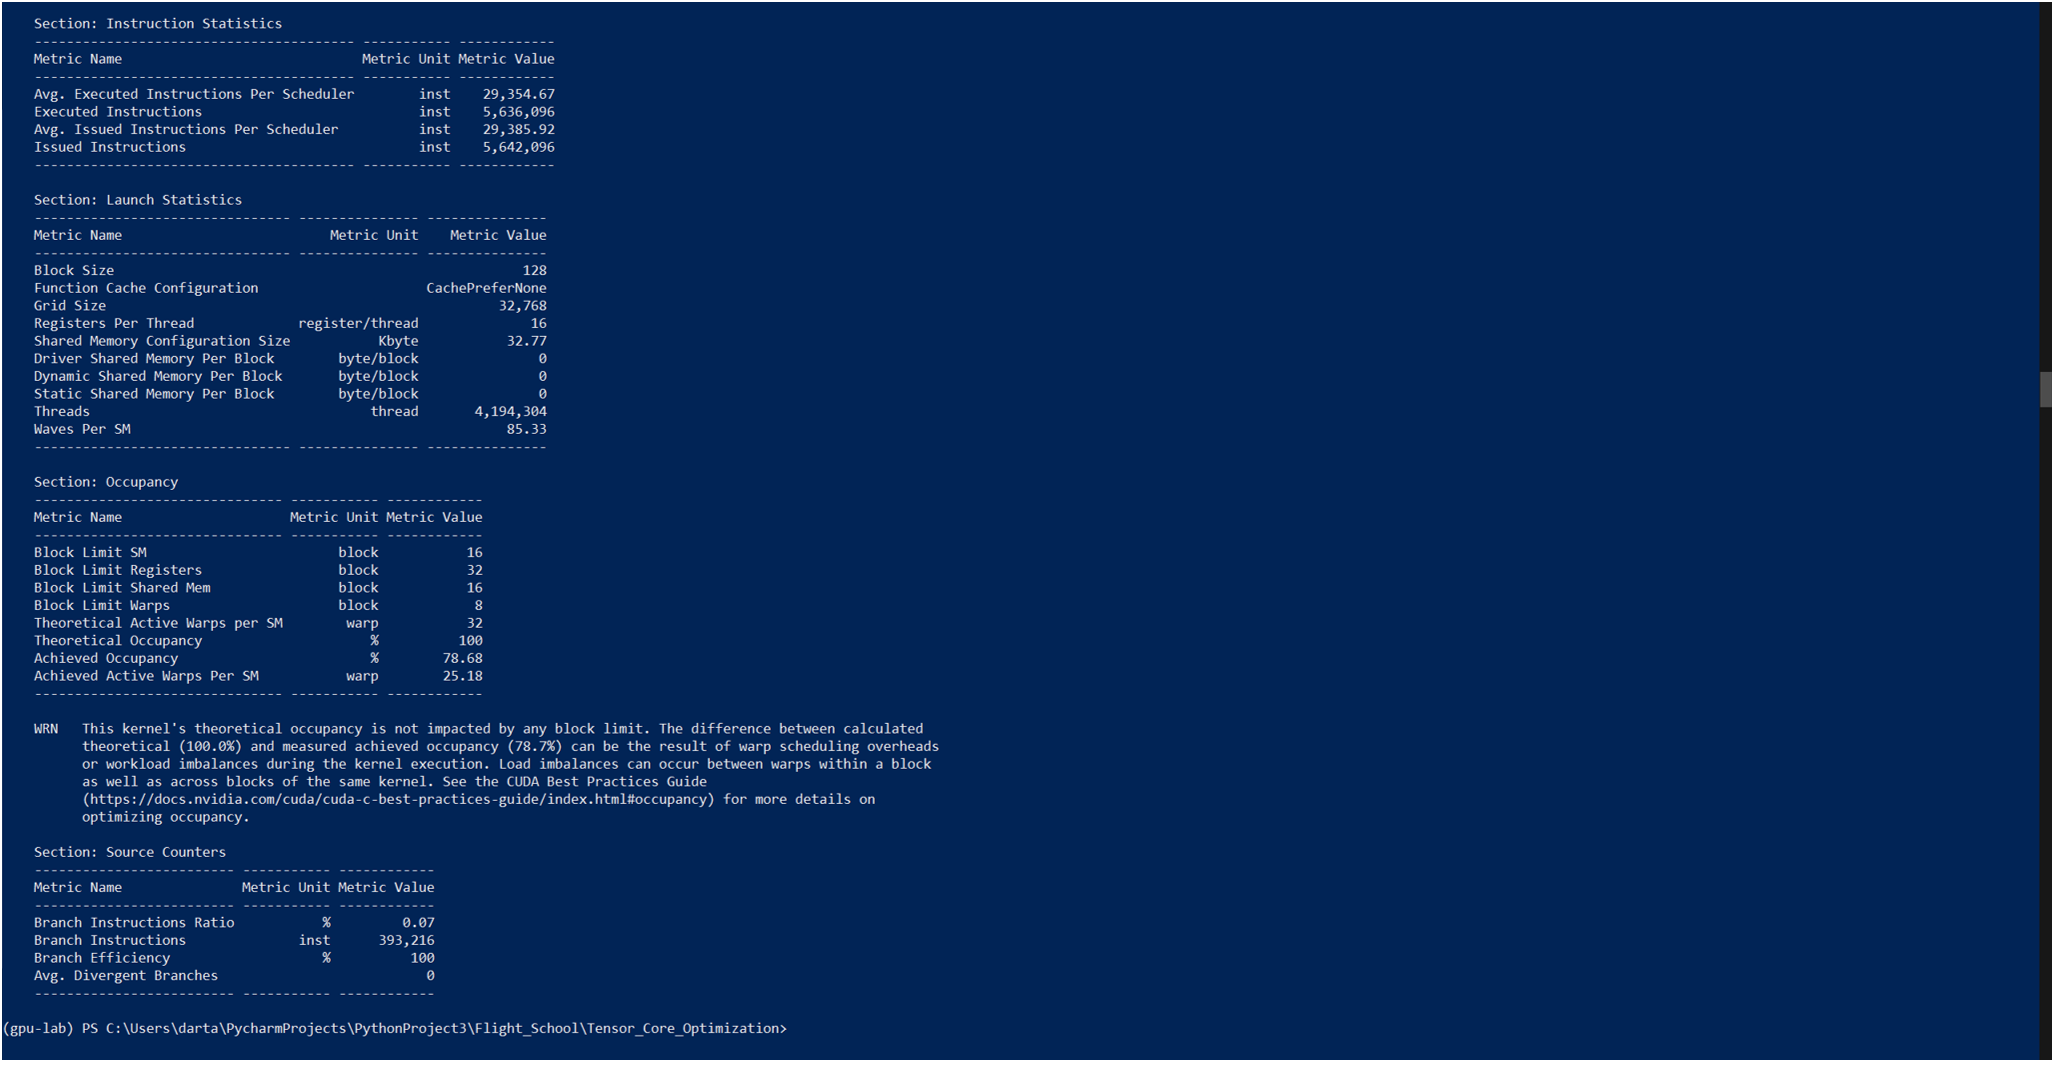 Section: Instruction Statistics
---------------------------------------- ----------- ------------
Metric Name                              Metric Unit Metric Value
---------------------------------------- ----------- ------------
Avg. Executed Instructions Per Scheduler        inst    29,354.67
Executed Instructions                           inst    5,636,096
Avg. Issued Instructions Per Scheduler          inst    29,385.92
Issued Instructions                             inst    5,642,096
---------------------------------------- ----------- ------------
Section: Launch Statistics
-------------------------------- --------------- ---------------
Metric Name                          Metric Unit    Metric Value
-------------------------------- --------------- ---------------
Block Size                                                   128
Function Cache Configuration                     CachePreferNone
Grid Size                                                 32,768
Registers Per Thread             register/thread              16
Shared Memory Configuration Size           Kbyte           32.77
Driver Shared Memory Per Block        byte/block               0
Dynamic Shared Memory Per Block       byte/block               0
Static Shared Memory Per Block        byte/block               0
Threads                                   thread       4,194,304
Waves Per SM                                               85.33
-------------------------------- --------------- ---------------
Section: Occupancy
------------------------------- ----------- ------------
Metric Name                     Metric Unit Metric Value
------------------------------- ----------- ------------
Block Limit SM                        block           16
Block Limit Registers                 block           32
Block Limit Shared Mem                block           16
Block Limit Warps                     block            8
Theoretical Active Warps per SM        warp           32
Theoretical Occupancy                     %          100
Achieved Occupancy                        %        78.68
Achieved Active Warps Per SM           warp        25.18
------------------------------- ----------- ------------
WRN   This kernel's theoretical occupancy is not impacted by any block limit. The difference between calculated
theoretical (100.0%) and measured achieved occupancy (78.7%) can be the result of warp scheduling overheads
or workload imbalances during the kernel execution. Load imbalances can occur between warps within a block
as well as across blocks of the same kernel. See the CUDA Best Practices Guide
(https://docs.nvidia.com/cuda/cuda-c-best-practices-guide/index.html#occupancy) for more details on
optimizing occupancy.
Section: Source Counters
------------------------- ----------- ------------
Metric Name               Metric Unit Metric Value
------------------------- ----------- ------------
Branch Instructions Ratio           %         0.07
Branch Instructions              inst      393,216
Branch Efficiency                   %          100
Avg. Divergent Branches                          0
------------------------- ----------- ------------
(gpu-lab) PS C:\Users\darta\PycharmProjects\PythonProject3\Flight_School\Tensor_Core_Optimization>